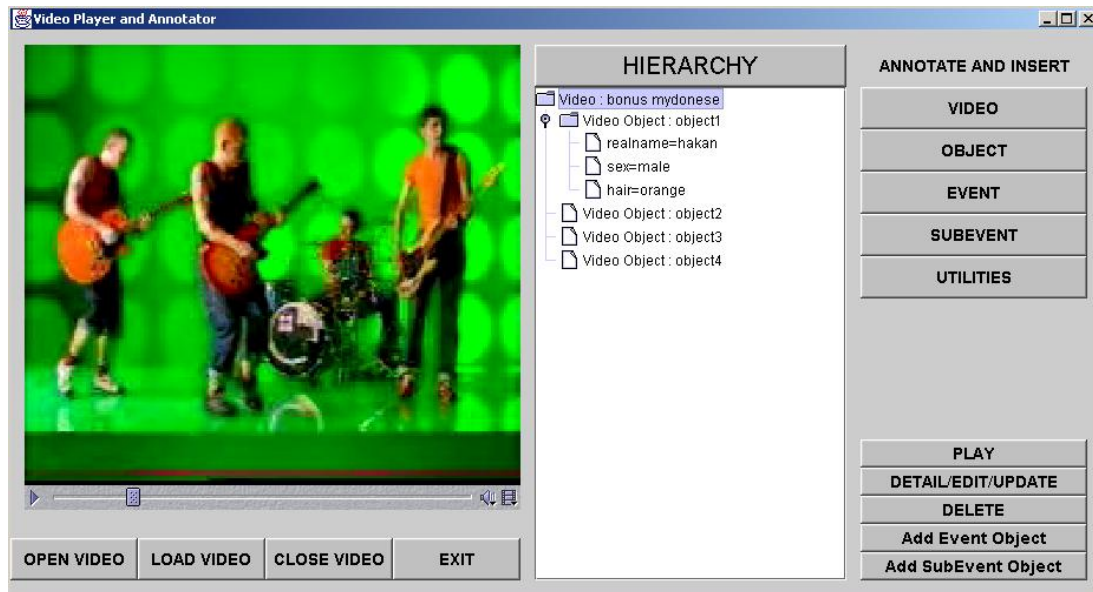 Video Player and Annotator
HIERARCHY
Video : bonus mydonese
Video Object : object1
realname=hakan
sex=male
hair=orange
Video Object : object2
Video Object : object3
Video Object : object4
ANNOTATE AND INSERT
VIDEO
OBJECT
EVENT
SUBEVENT
UTILITIES
PLAY
DETAIL/EDIT/UPDATE
DELETE
Add Event Object
Add SubEvent Object
OPEN VIDEO
LOAD VIDEO
CLOSE VIDEO
EXIT